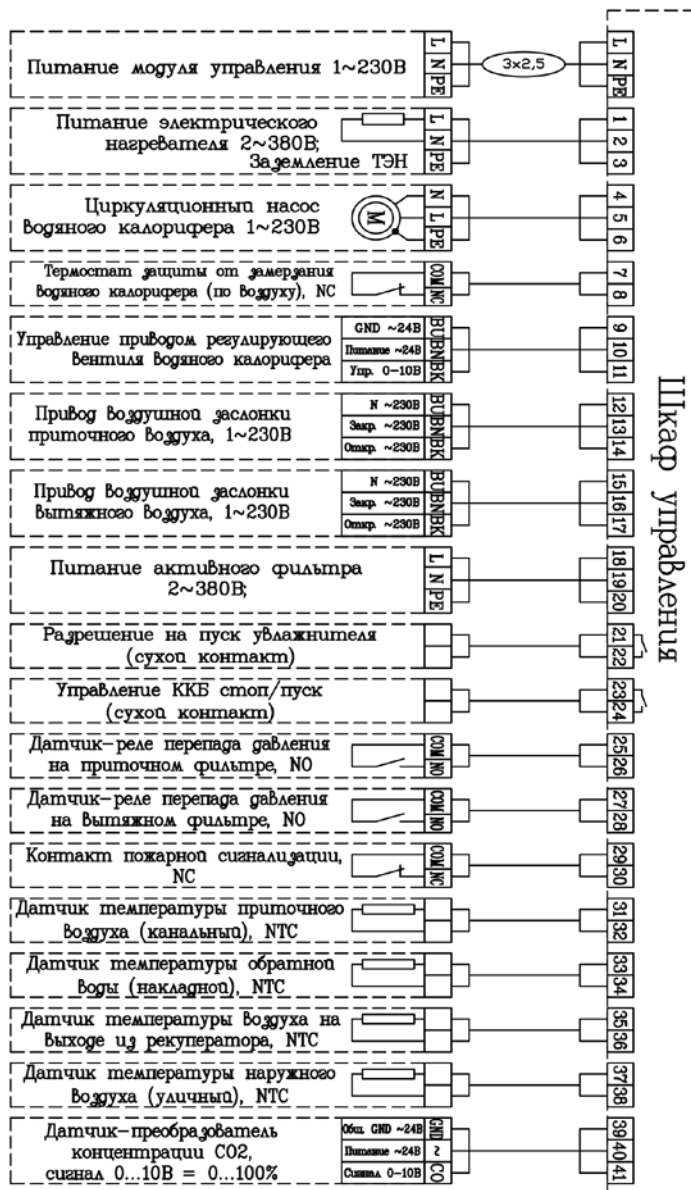 Питание модуля управления 1~230В
L
N
PE
3x2,5
L
N
PE
Питание электрического
нагревателя 2~380В;
Заземление ТЭН
L
N
PE
1
2
3
Циркуляционный насос
водяного калорифера 1~230В
M
N
L
PE
4
5
6
Термостат защиты от замерзания
водяного калорифера (по воздуху), NC
COM
NC
7
8
Управление приводом регулирующего
вентиля водяного калорифера
GND ~24В
Питание ~24В
Упр. 0-10В
BU
BN
BK
9
10
11
Привод воздушной заслонки
приточного воздуха, 1~230В
N ~230В
Закр. ~230В
Откр. ~230В
BU
BN
BK
12
13
14
Привод воздушной заслонки
вытяжного воздуха, 1~230В
N ~230В
Закр. ~230В
Откр. ~230В
BU
BN
BK
15
16
17
Питание активного фильтра
2~380В;
L
N
PE
18
19
20
Разрешение на пуск увлажнителя
(сухой контакт)
21
22
Управление ККБ стоп/пуск
(сухой контакт)
23
24
Датчик-реле перепада давления
на приточном фильтре, NO
COM
NO
25
26
Датчик-реле перепада давления
на вытяжном фильтре, NO
COM
NO
27
28
Контакт пожарной сигнализации,
NC
COM
NC
29
30
Датчик температуры приточного
воздуха (канальный), NTC
31
32
Датчик температуры обратной
воды (накладной), NTC
33
34
Датчик температуры воздуха на
выходе из рекуператора, NTC
35
36
Датчик температуры наружного
воздуха (уличный), NTC
37
38
Датчик-преобразователь
концентрации CO2,
сигнал 0...10В = 0...100%
Общ. GND ~24В
Питание ~24В
Сигнал 0-10В
GND
~
CO
39
40
41
Шкаф управления